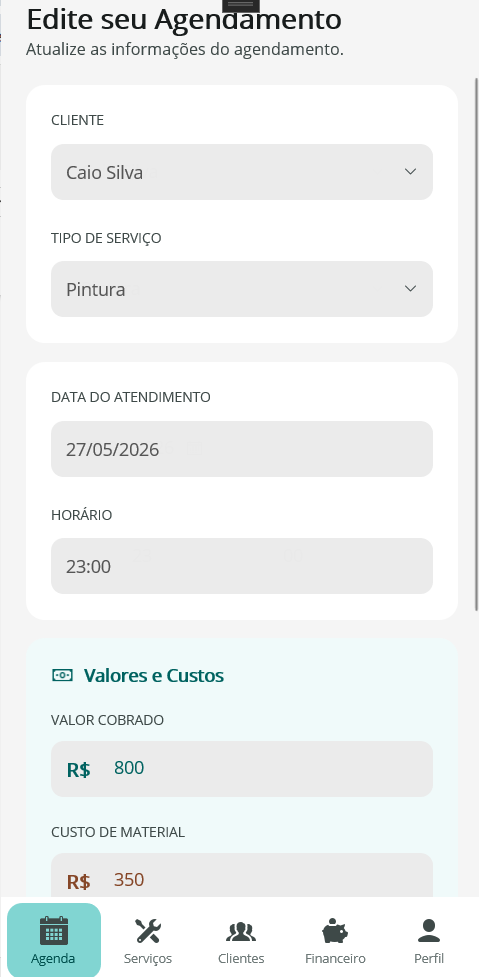 Edite seu Agendamento
Atualize as informações do agendamento.
CLIENTE
Caio Silva
TIPO DE SERVIÇO
Pintura
DATA DO ATENDIMENTO
27/05/2026
HORÁRIO
23:00
Valores e Custos
VALOR COBRADO
R$ 800
CUSTO DE MATERIAL
R$ 350
Agenda Serviços Clientes Financeiro Perfil